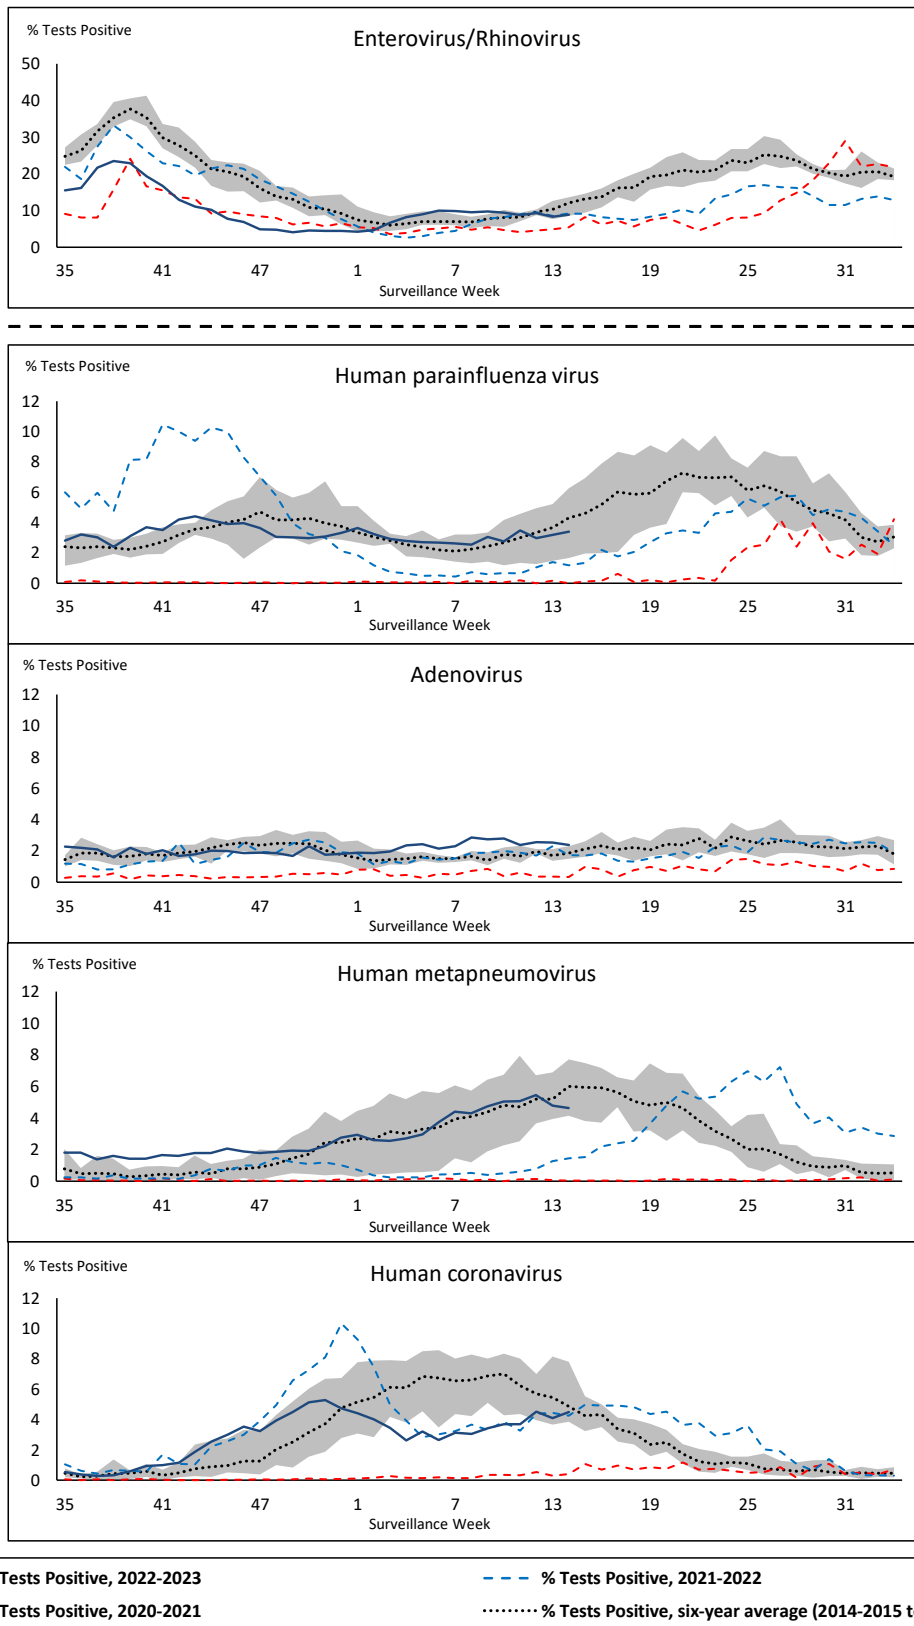 % Tests Positive
Enterovirus/Rhinovirus
50
40
30
20
10
0
35 41 47 1 7 13 19 25 31
Surveillance Week
% Tests Positive
Human parainfluenza virus
12
10
8
6
4
2
0
35 41 47 1 7 13 19 25 31
Surveillance Week
% Tests Positive
Adenovirus
12
10
8
6
4
2
0
35 41 47 1 7 13 19 25 31
Surveillance Week
% Tests Positive
Human metapneumovirus
12
10
8
6
4
2
0
35 41 47 1 7 13 19 25 31
Surveillance Week
% Tests Positive
Human coronavirus
12
10
8
6
4
2
0
35 41 47 1 7 13 19 25 31
Surveillance Week
Tests Positive, 2022-2023 % Tests Positive, 2021-2022
Tests Positive, 2020-2021 % Tests Positive, six-year average (2014-2015 t